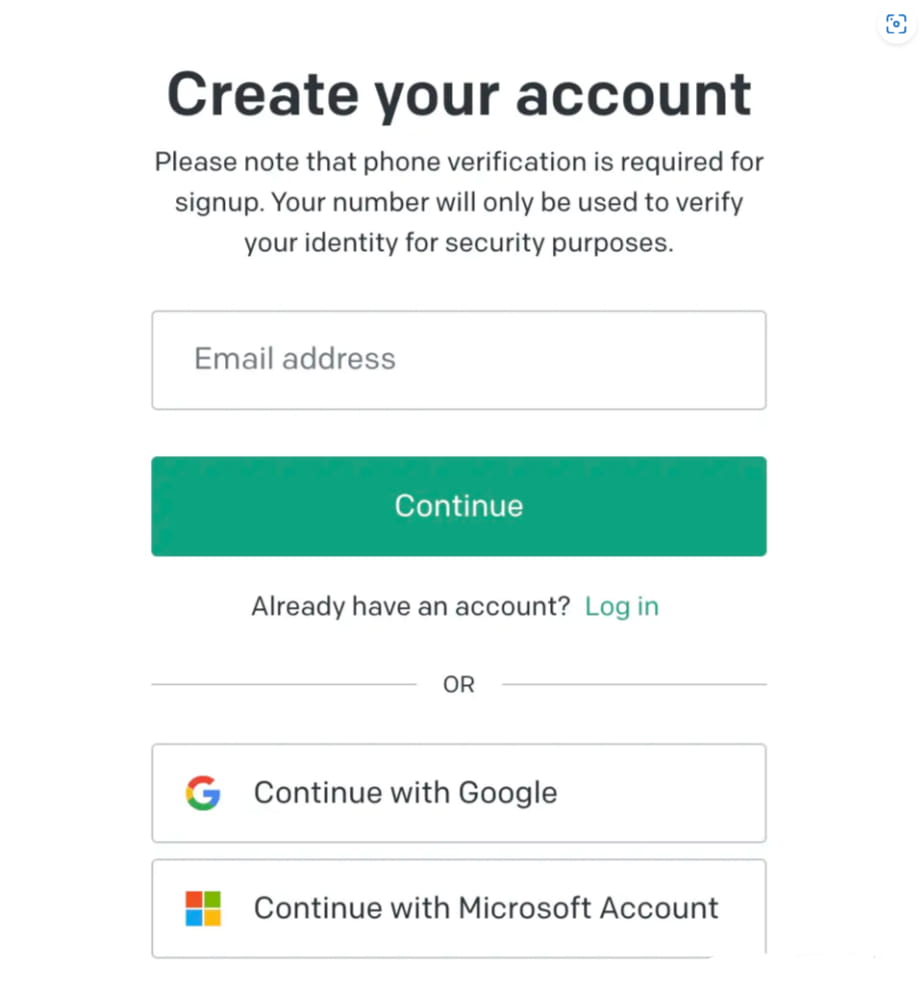 Create your account
Please note that phone verification is required for
signup. Your number will only be used to verify
your identity for security purposes.
Email address
Continue
Already have an account? Log in
OR
Continue with Google
Continue with Microsoft Account